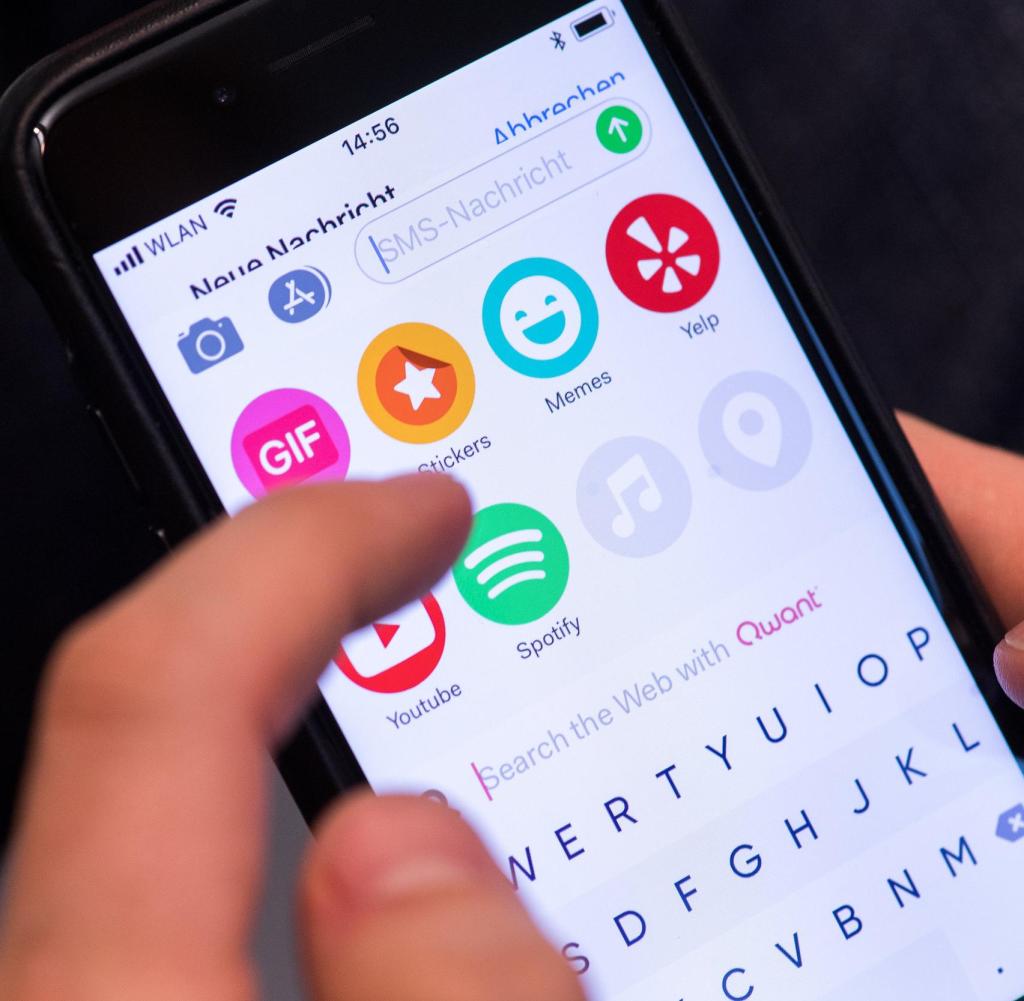 14:56
WLAN
Neue Nachricht
Abbrechen
SMS-Nachricht
GIF
Stickers
Memes
Yelp
Youtube
Spotify
Search the Web with Qwant
W E R T Y U I O P
S D F G H J K L
C V B N M
.